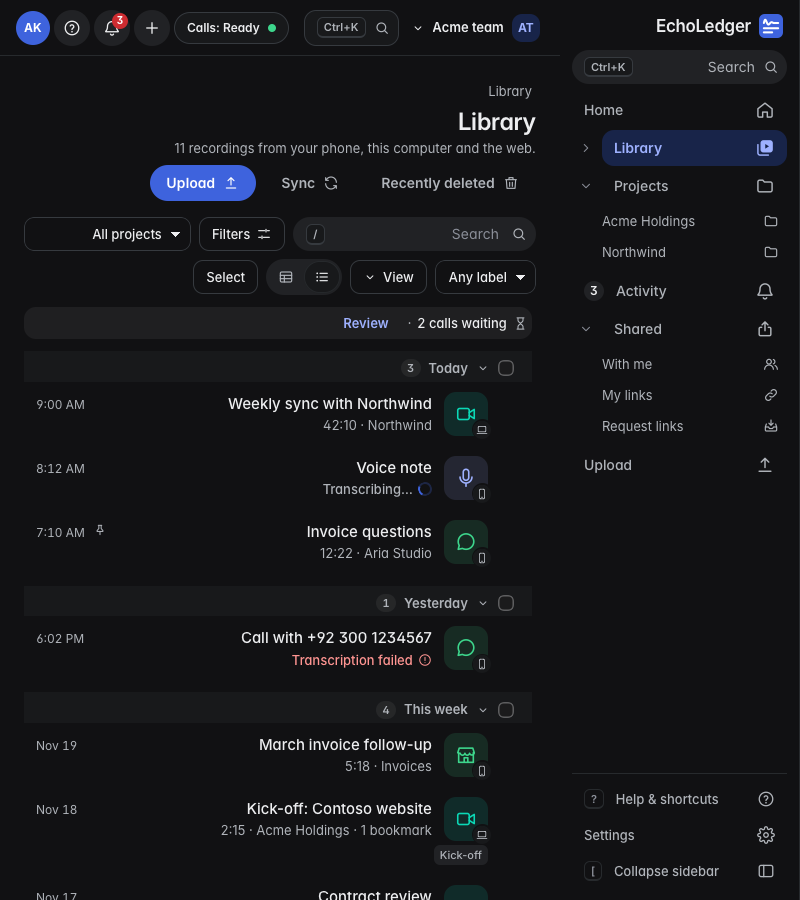 AK
3
Calls: Ready
Ctrl+K
Acme team
AT
EchoLedger
Ctrl+K
Search
Home
Library
Projects
Acme Holdings
Northwind
3
Activity
Shared
With me
My links
Request links
Upload
?
Help & shortcuts
Settings
[
Collapse sidebar
Library
Library
11 recordings from your phone, this computer and the web.
Upload
Sync
Recently deleted
All projects
Filters
/
Search
Select
View
Any label
Review · 2 calls waiting
3 Today
9:00 AM
Weekly sync with Northwind
42:10 · Northwind
8:12 AM
Voice note
Transcribing...
7:10 AM
Invoice questions
12:22 · Aria Studio
1 Yesterday
6:02 PM
Call with +92 300 1234567
Transcription failed
4 This week
Nov 19
March invoice follow-up
5:18 · Invoices
Nov 18
Kick-off: Contoso website
2:15 · Acme Holdings · 1 bookmark
Kick-off
Nov 17
Contract review